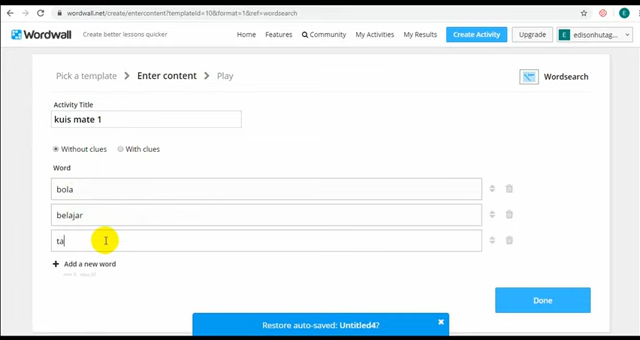 wordwall.net/create/entercontent?templateId=10&format=1&ref=wordsearch
Wordwall Create better lessons quicker Home Features Community My Activities My Results Create Activity Upgrade E edisonhutag...
Pick a template > Enter content > Play Wordsearch
Activity Title
kuis mate 1
Without clues With clues
Word
bola
belajar
ta
+ Add a new word
Done
Restore auto-saved: Untitled4?